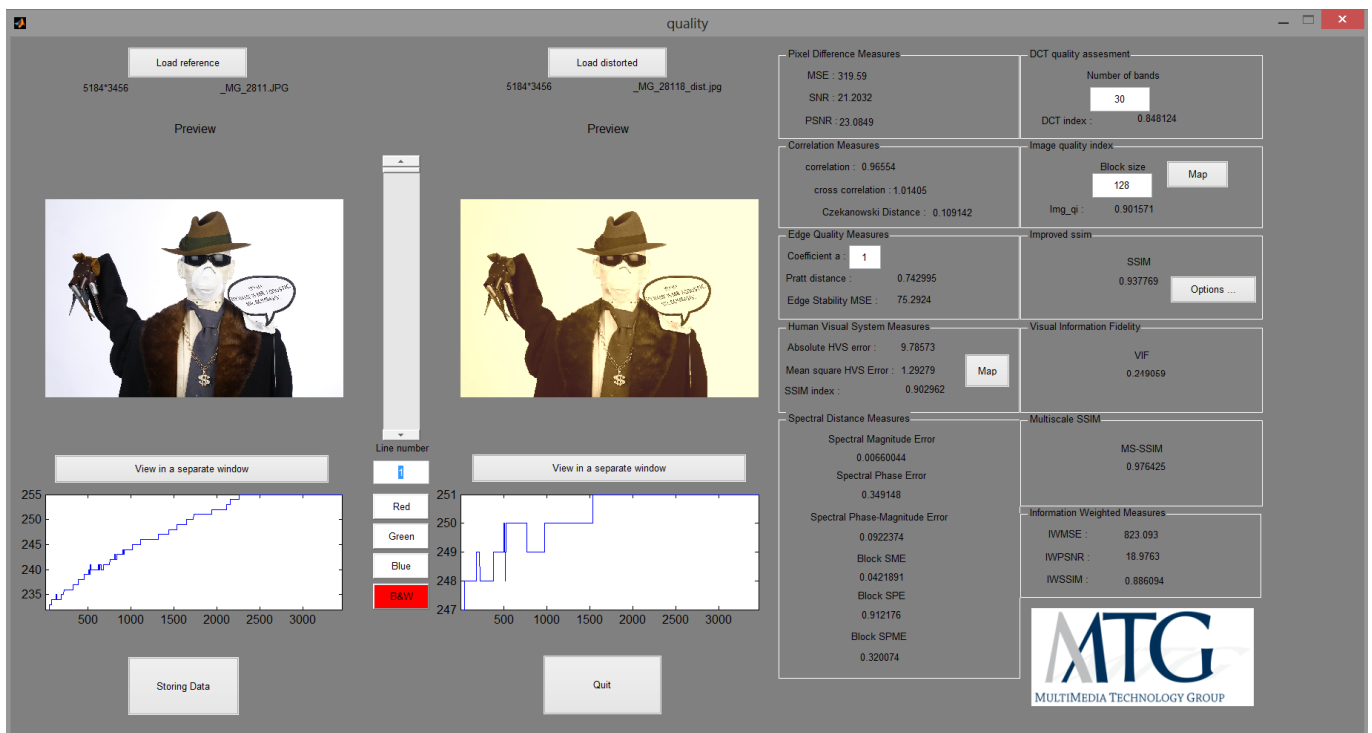 quality
Load reference
5184*3456 _MG_2811.JPG
Preview
View in a separate window
255
250
245
240
235
500 1000 1500 2000 2500 3000
Storing Data
Line number
1
Red
Green
Blue
B&W
Load distorted
5184*3456 _MG_28118_dist.jpg
Preview
View in a separate window
251
250
249
248
247
500 1000 1500 2000 2500 3000
Quit
Pixel Difference Measures
MSE : 319.59
SNR : 21.2032
PSNR : 23.0849
Correlation Measures
correlation : 0.96554
cross correlation : 1.01405
Czekanowski Distance : 0.109142
Edge Quality Measures
Coefficient a : 1
Pratt distance : 0.742995
Edge Stability MSE : 75.2924
Human Visual System Measures
Absolute HVS error : 9.78573
Mean square HVS Error : 1.29279
Map
SSIM index : 0.902962
Spectral Distance Measures
Spectral Magnitude Error
0.00660044
Spectral Phase Error
0.349148
Spectral Phase-Magnitude Error
0.0922374
Block SME
0.0421891
Block SPE
0.912176
Block SPME
0.320074
DCT quality assesment
Number of bands
30
DCT index : 0.848124
Image quality index
Block size
128
Map
Img_qi : 0.901571
Improved ssim
SSIM
0.937769
Options ...
Visual Information Fidelity
VIF
0.249059
Multiscale SSIM
MS-SSIM
0.976425
Information Weighted Measures
IWMSE : 823.093
IWPSNR : 18.9763
IWSSIM : 0.886094
MTG
MULTIMEDIA TECHNOLOGY GROUP